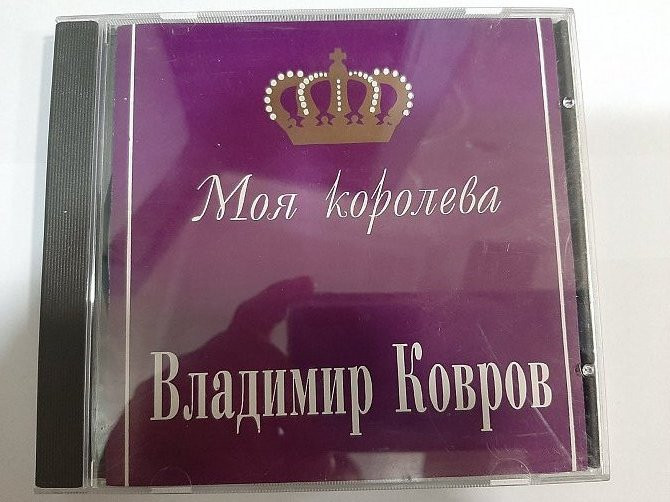 Моя королева
Владимир Ковров